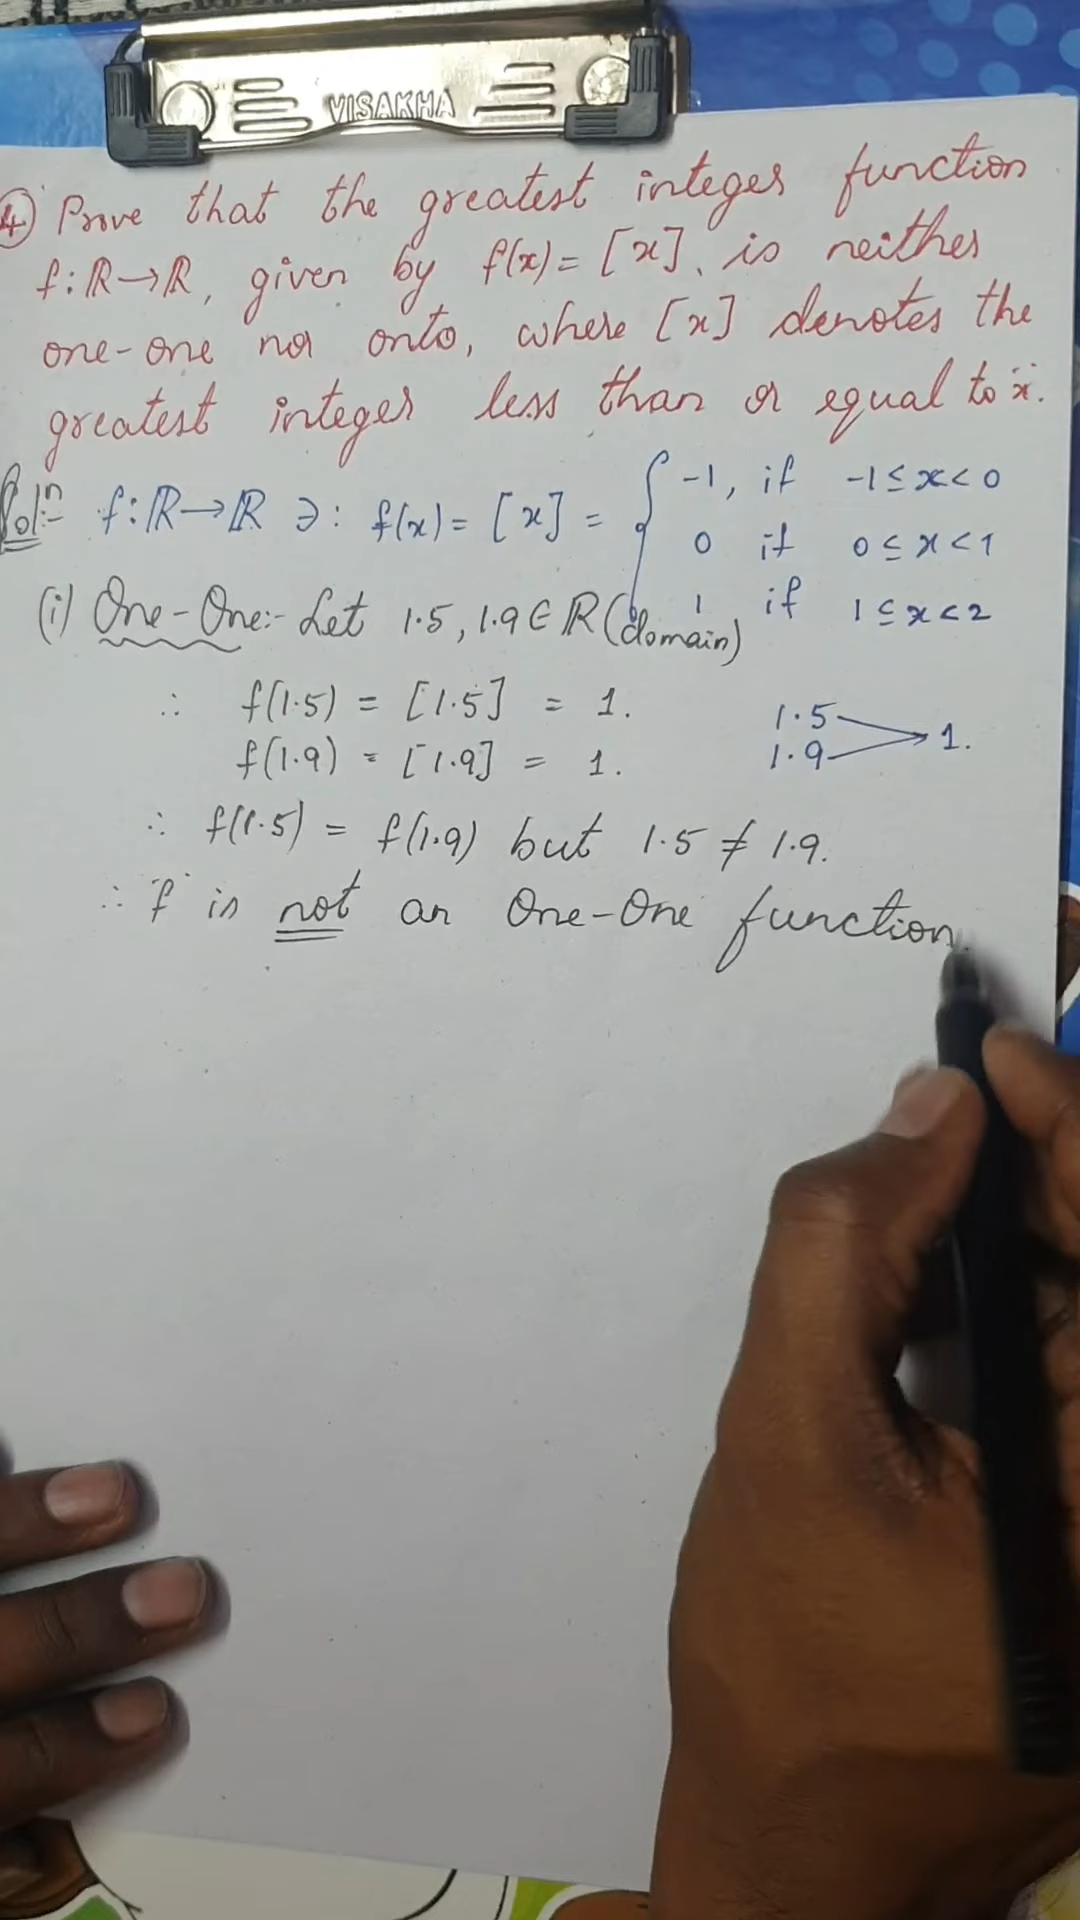 VISAKHA
④ Prove that the greatest integer function
f:ℝ→ℝ, given by f(x)=[x], is neither
one-one nor onto, where [x] denotes the
greatest integer less than or equal to x.
Solⁿ:- f:ℝ→ℝ ∋: f(x)= [x] = { -1, if -1≤x<0
0 if 0≤x<1
1 if 1≤x<2
(i) One-One:- Let 1.5, 1.9∈ℝ(domain)
∴ f(1.5) = [1.5] = 1.
f(1.9) = [1.9] = 1.
1.5
1.9 → 1.
∴ f(1.5) = f(1.9) but 1.5 ≠ 1.9.
∴ 'f' is not an One-One function.